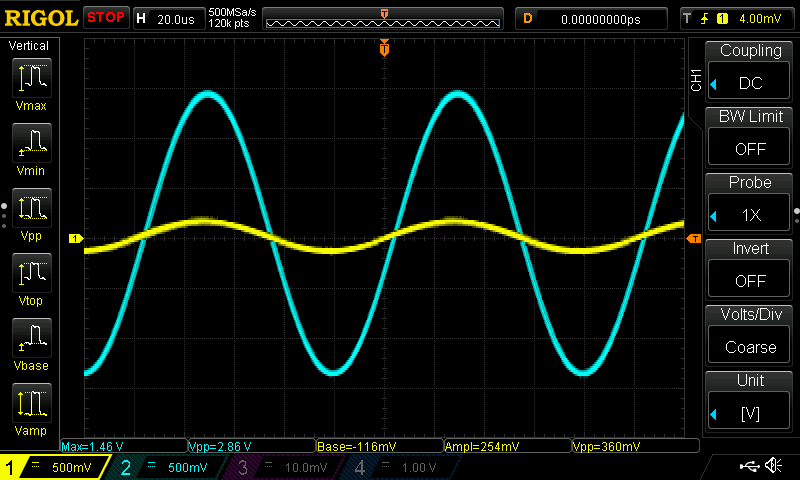 RIGOL STOP H 20.0us 500MSa/s D 0.00000000ps T 1 4.00mV
120k pts
T
Vertical
Vmax
Vmin
Vpp
Vtop
Vbase
Vamp
T
1
T
CH1
Coupling
DC
BW Limit
OFF
Probe
1X
Invert
OFF
Volts/Div
Coarse
Unit
[V]
Max=1.46 V Vpp=2.86 V Base=-116mV Ampl=254mV Vpp=360mV
1 500mV 2 500mV 3 10.0mV 4 1.00 V